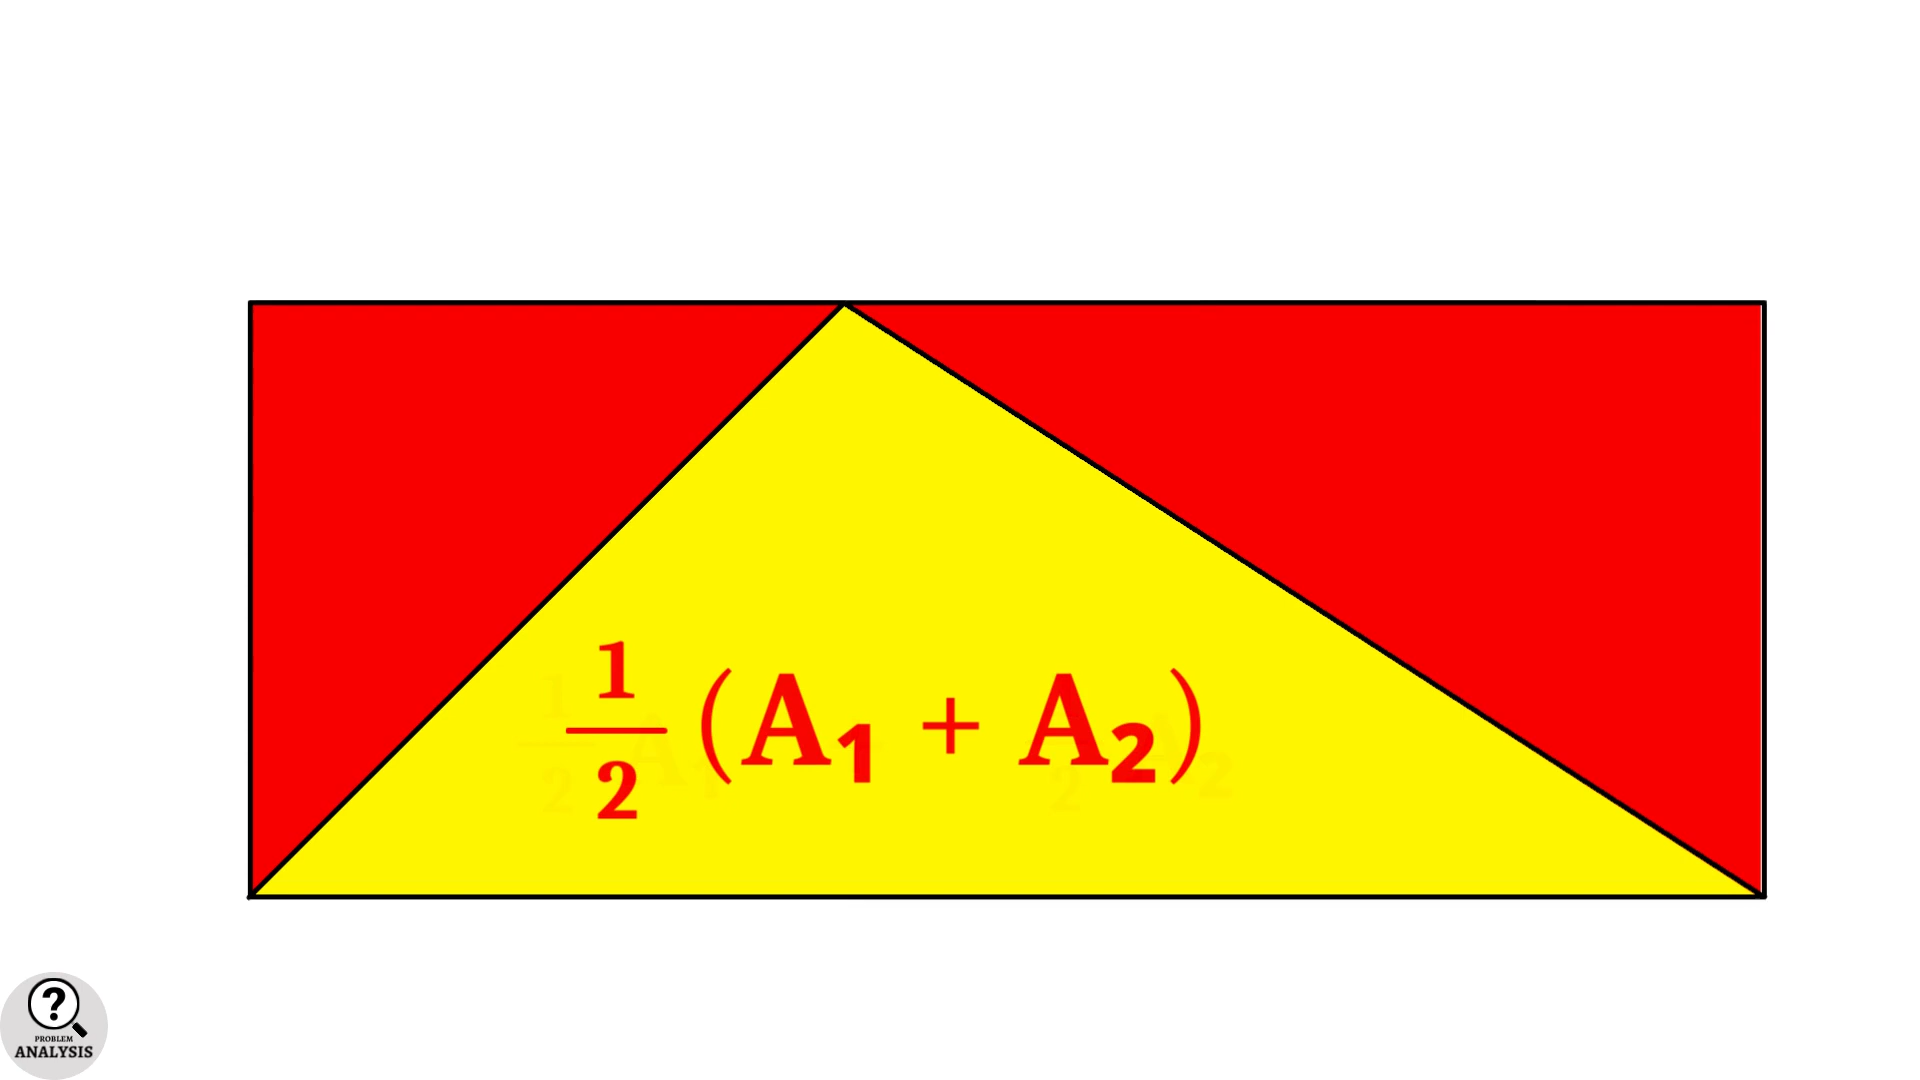 1/2 (A₁ + A₂)
?
PROBLEM
ANALYSIS